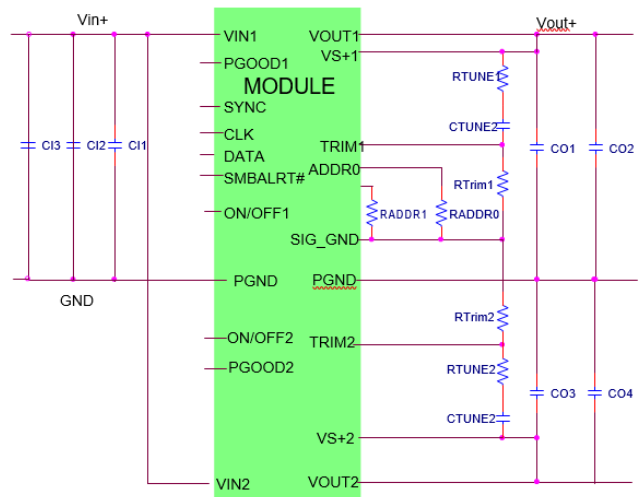 Vin+
Vout+
VIN1
VOUT1
VS+1
PGOOD1
RTUNE1
MODULE
SYNC
CTUNE2
CLK
TRIM1
CI3
CI2
CI1
CO1
CO2
DATA
ADDR0
SMBALRT#
RTrim1
ON/OFF1
RADDR1
RADDR0
SIG_GND
PGND
PGND
GND
RTrim2
ON/OFF2
TRIM2
PGOOD2
RTUNE2
CO3
CO4
CTUNE2
VS+2
VIN2
VOUT2